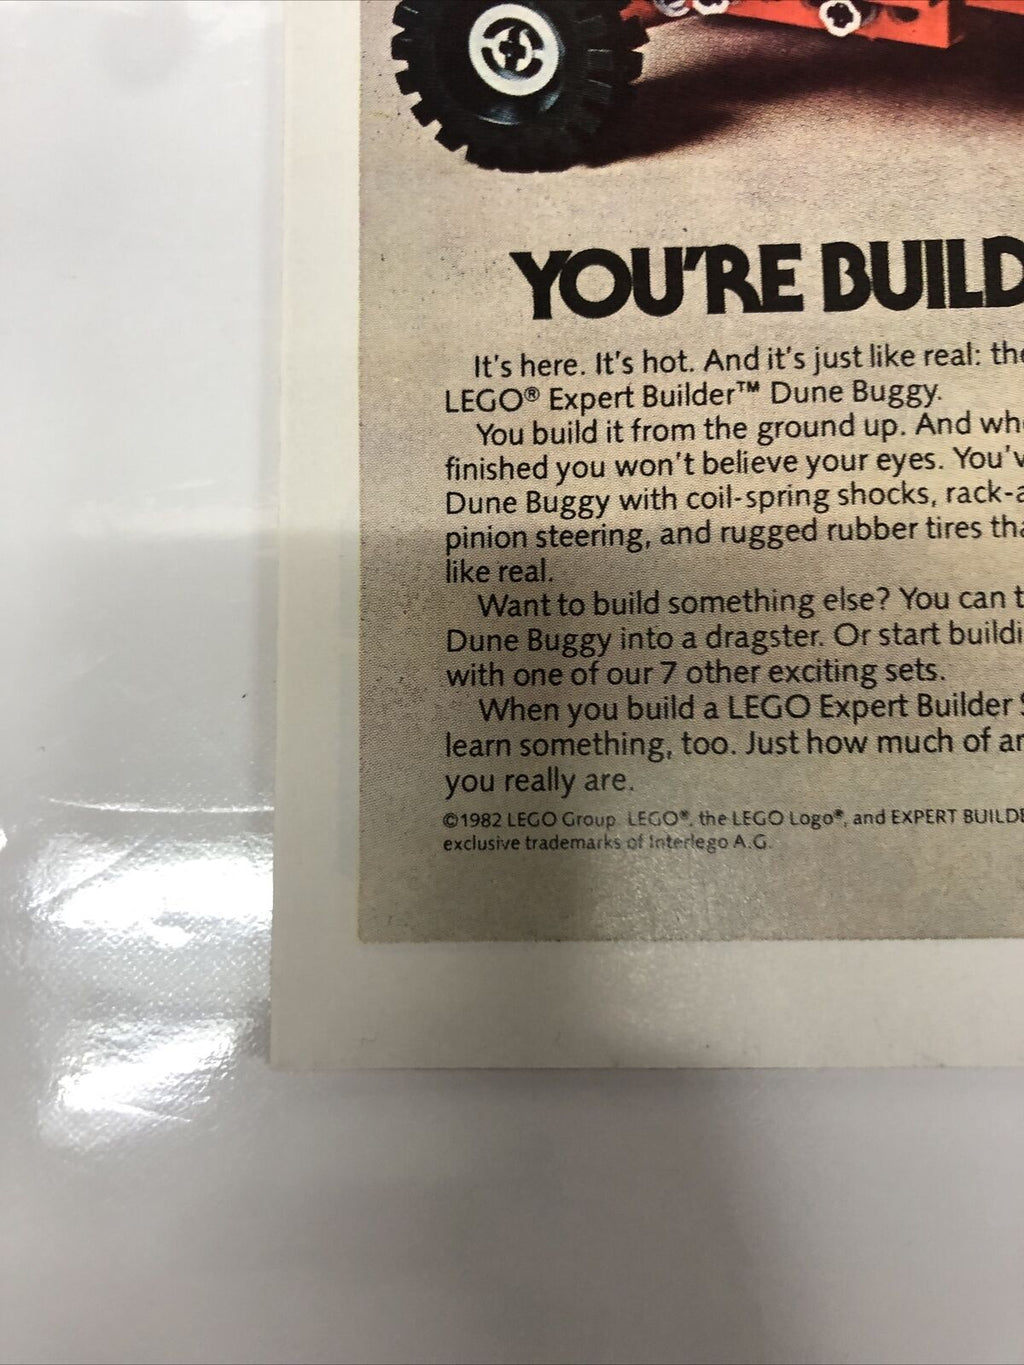 YOU'RE BUILD
It's here. It's hot. And it's just like real: the
LEGO® Expert Builder™ Dune Buggy.
You build it from the ground up. And wh
finished you won't believe your eyes. You'v
Dune Buggy with coil-spring shocks, rack-a
pinion steering, and rugged rubber tires tha
like real.
Want to build something else? You can t
Dune Buggy into a dragster. Or start buildi
with one of our 7 other exciting sets.
When you build a LEGO Expert Builder S
learn something, too. Just how much of an
you really are.
©1982 LEGO Group. LEGO®, the LEGO Logo®, and EXPERT BUILDE
exclusive trademarks of Interlego A.G.